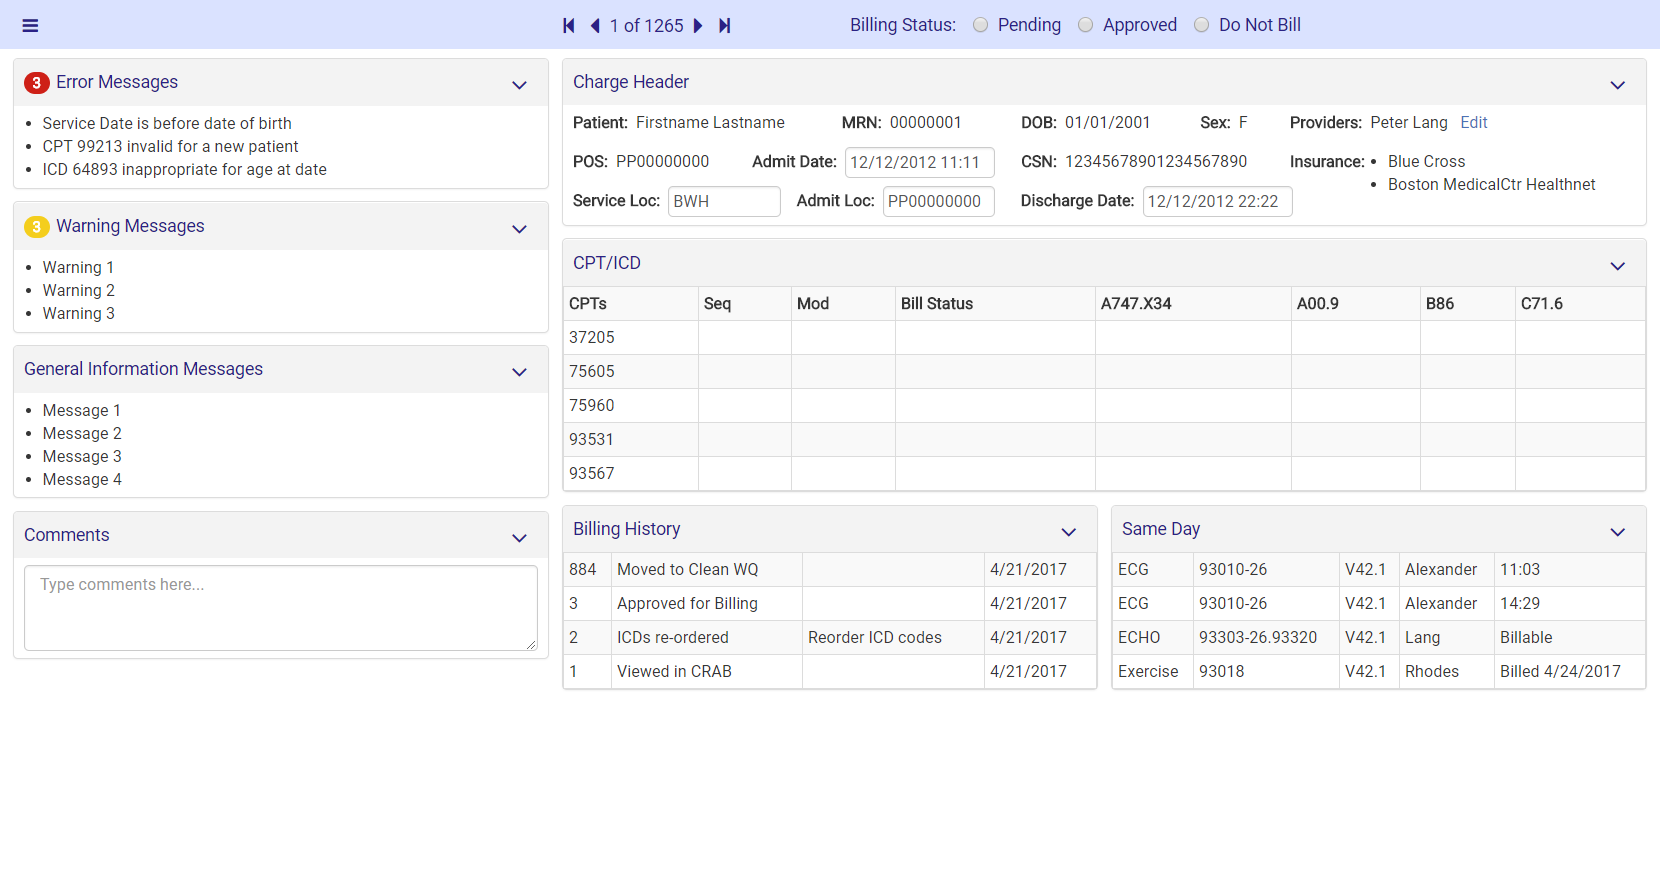 1 of 1265
Billing Status: Pending Approved Do Not Bill
3 Error Messages
Service Date is before date of birth
CPT 99213 invalid for a new patient
ICD 64893 inappropriate for age at date
3 Warning Messages
Warning 1
Warning 2
Warning 3
General Information Messages
Message 1
Message 2
Message 3
Message 4
Comments
Type comments here...
Charge Header
Patient: Firstname Lastname MRN: 00000001 DOB: 01/01/2001 Sex: F Providers: Peter Lang Edit
POS: PP00000000 Admit Date: 12/12/2012 11:11 CSN: 12345678901234567890 Insurance: Blue Cross
Boston MedicalCtr Healthnet
Service Loc: BWH Admit Loc: PP00000000 Discharge Date: 12/12/2012 22:22
CPT/ICD
CPTs Seq Mod Bill Status A747.X34 A00.9 B86 C71.6
37205
75605
75960
93531
93567
Billing History
884 Moved to Clean WQ 4/21/2017
3 Approved for Billing 4/21/2017
2 ICDs re-ordered Reorder ICD codes 4/21/2017
1 Viewed in CRAB 4/21/2017
Same Day
ECG 93010-26 V42.1 Alexander 11:03
ECG 93010-26 V42.1 Alexander 14:29
ECHO 93303-26.93320 V42.1 Lang Billable
Exercise 93018 V42.1 Rhodes Billed 4/24/2017